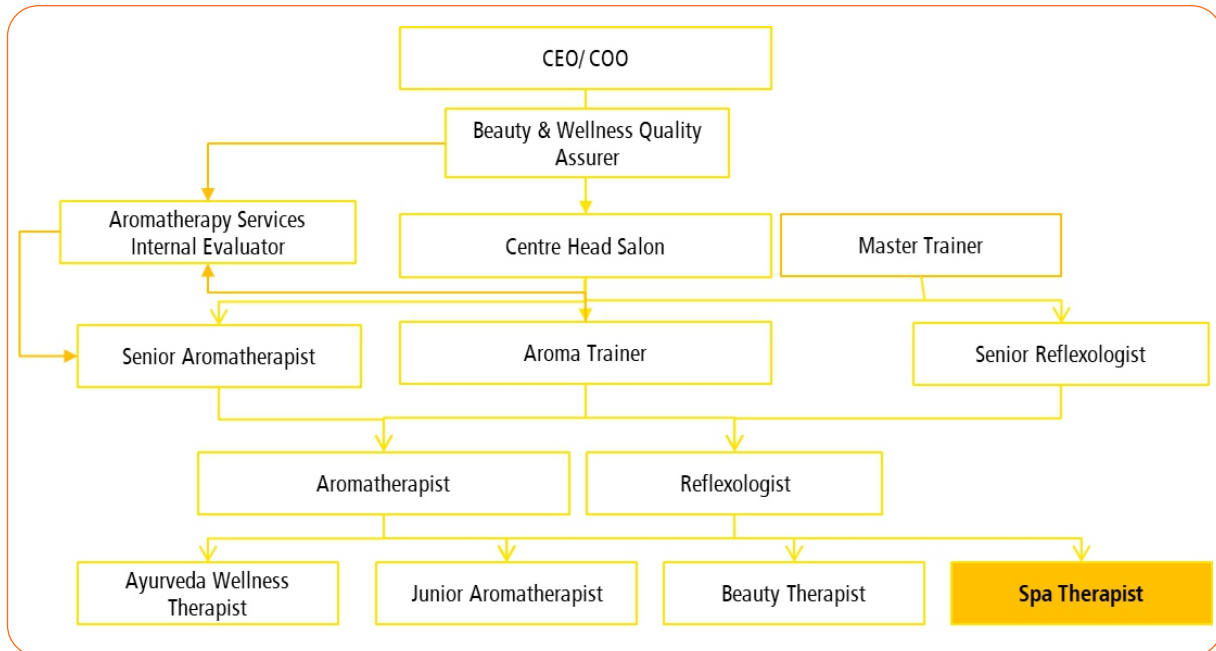 CEO/ COO
Beauty & Wellness Quality
Assurer
Aromatherapy Services
Internal Evaluator
Centre Head Salon
Master Trainer
Senior Aromatherapist
Aroma Trainer
Senior Reflexologist
Aromatherapist
Reflexologist
Ayurveda Wellness
Therapist
Junior Aromatherapist
Beauty Therapist
Spa Therapist